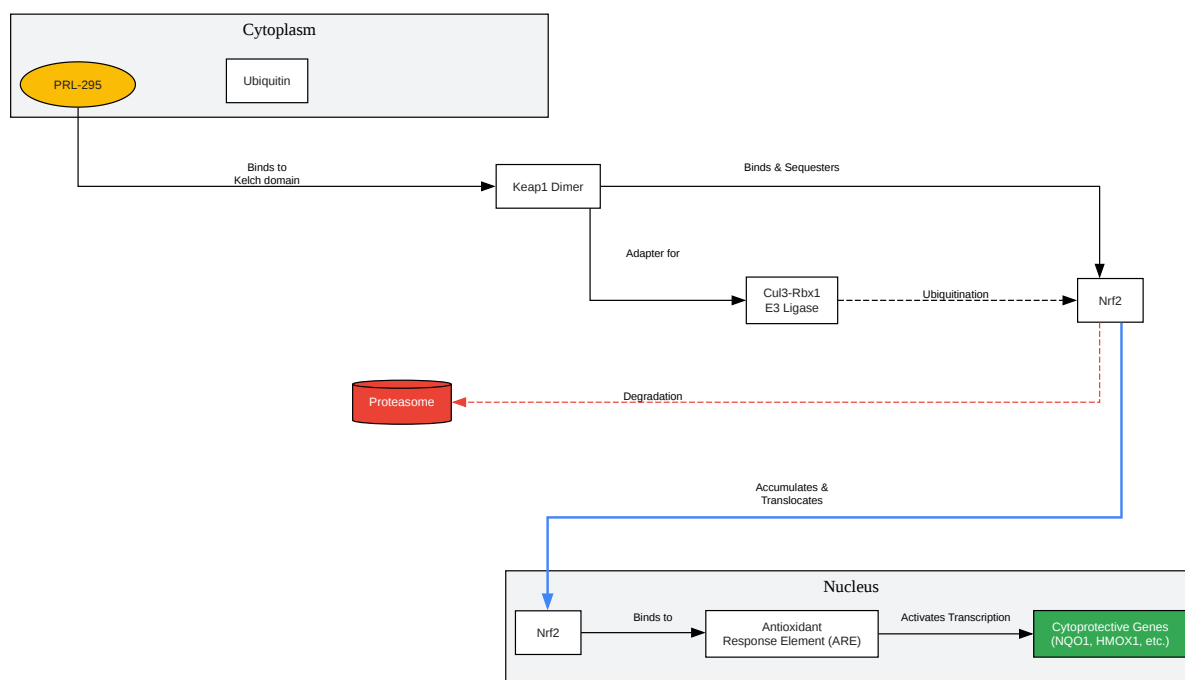 Cytoplasm
PRL-295
Ubiquitin
Binds to
Kelch domain
Keap1 Dimer
Binds & Sequesters
Adapter for
Cul3-Rbx1
E3 Ligase
Ubiquitination
Nrf2
Proteasome
Degradation
Accumulates &
Translocates
Nucleus
Nrf2
Binds to
Antioxidant
Response Element (ARE)
Activates Transcription
Cytoprotective Genes
(NQO1, HMOX1, etc.)